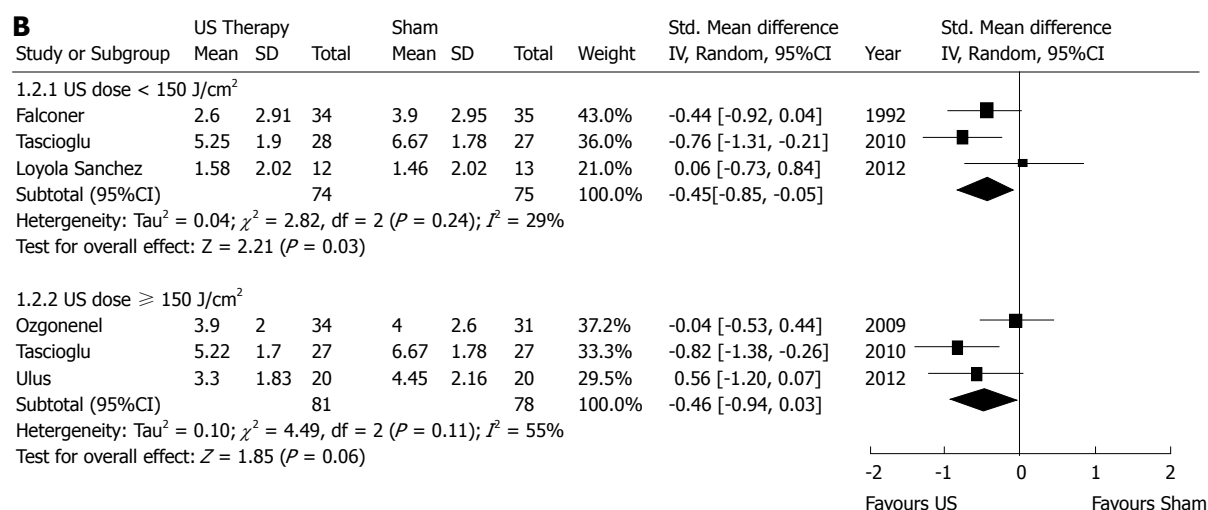 B
US Therapy Sham Std. Mean difference Std. Mean difference
Study or Subgroup Mean SD Total Mean SD Total Weight IV, Random, 95%CI Year IV, Random, 95%CI
1.2.1 US dose < 150 J/cm²
Falconer 2.6 2.91 34 3.9 2.95 35 43.0% -0.44 [-0.92, 0.04] 1992
Tascioglu 5.25 1.9 28 6.67 1.78 27 36.0% -0.76 [-1.31, -0.21] 2010
Loyola Sanchez 1.58 2.02 12 1.46 2.02 13 21.0% 0.06 [-0.73, 0.84] 2012
Subtotal (95%CI) 74 75 100.0% -0.45[-0.85, -0.05]
Hetergeneity: Tau² = 0.04; χ² = 2.82, df = 2 (P = 0.24); I² = 29%
Test for overall effect: Z = 2.21 (P = 0.03)
1.2.2 US dose ⩾ 150 J/cm²
Ozgonenel 3.9 2 34 4 2.6 31 37.2% -0.04 [-0.53, 0.44] 2009
Tascioglu 5.22 1.7 27 6.67 1.78 27 33.3% -0.82 [-1.38, -0.26] 2010
Ulus 3.3 1.83 20 4.45 2.16 20 29.5% 0.56 [-1.20, 0.07] 2012
Subtotal (95%CI) 81 78 100.0% -0.46 [-0.94, 0.03]
Hetergeneity: Tau² = 0.10; χ² = 4.49, df = 2 (P = 0.11); I² = 55%
Test for overall effect: Z = 1.85 (P = 0.06)
-2 -1 0 1 2
Favours US Favours Sham